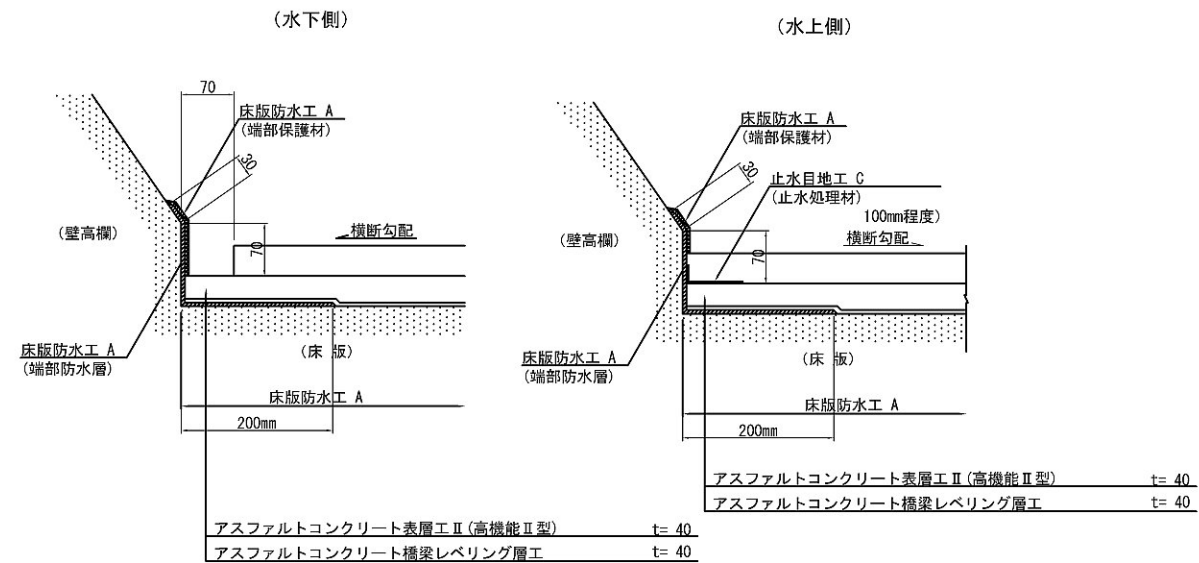 (水下側)
70
床版防水工 A
(端部保護材)
30
(壁高欄)
横断勾配
70
床版防水工 A
(端部防水層)
(床 版)
床版防水工 A
200mm
アスファルトコンクリート表層工Ⅱ(高機能Ⅱ型) t= 40
アスファルトコンクリート橋梁レベリング層工 t= 40
(水上側)
床版防水工 A
(端部保護材)
30
止水目地工 C
(止水処理材)
100mm程度)
(壁高欄)
横断勾配
70
床版防水工 A
(端部防水層)
(床 版)
床版防水工 A
200mm
アスファルトコンクリート表層工Ⅱ(高機能Ⅱ型) t= 40
アスファルトコンクリート橋梁レベリング層工 t= 40